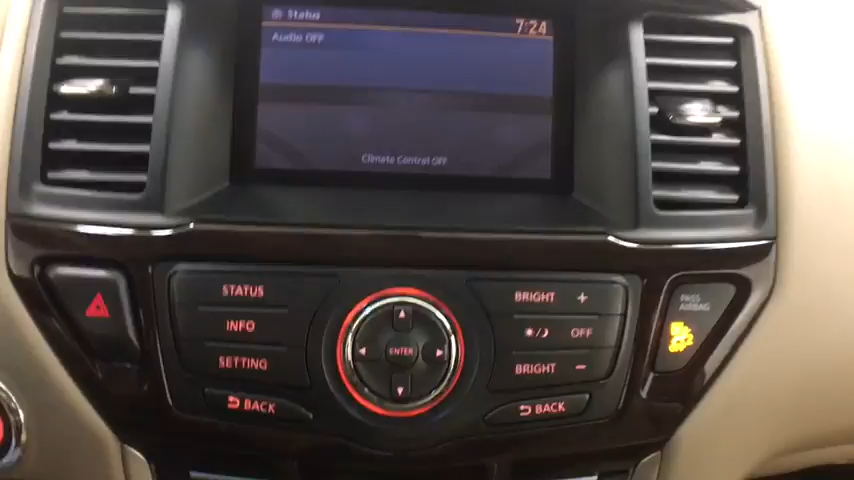 Status
7:24
Audio OFF
Climate Control OFF
STATUS
INFO
SETTING
BACK
ENTER
BRIGHT +
OFF
BRIGHT −
BACK
PASS
AIRBAG